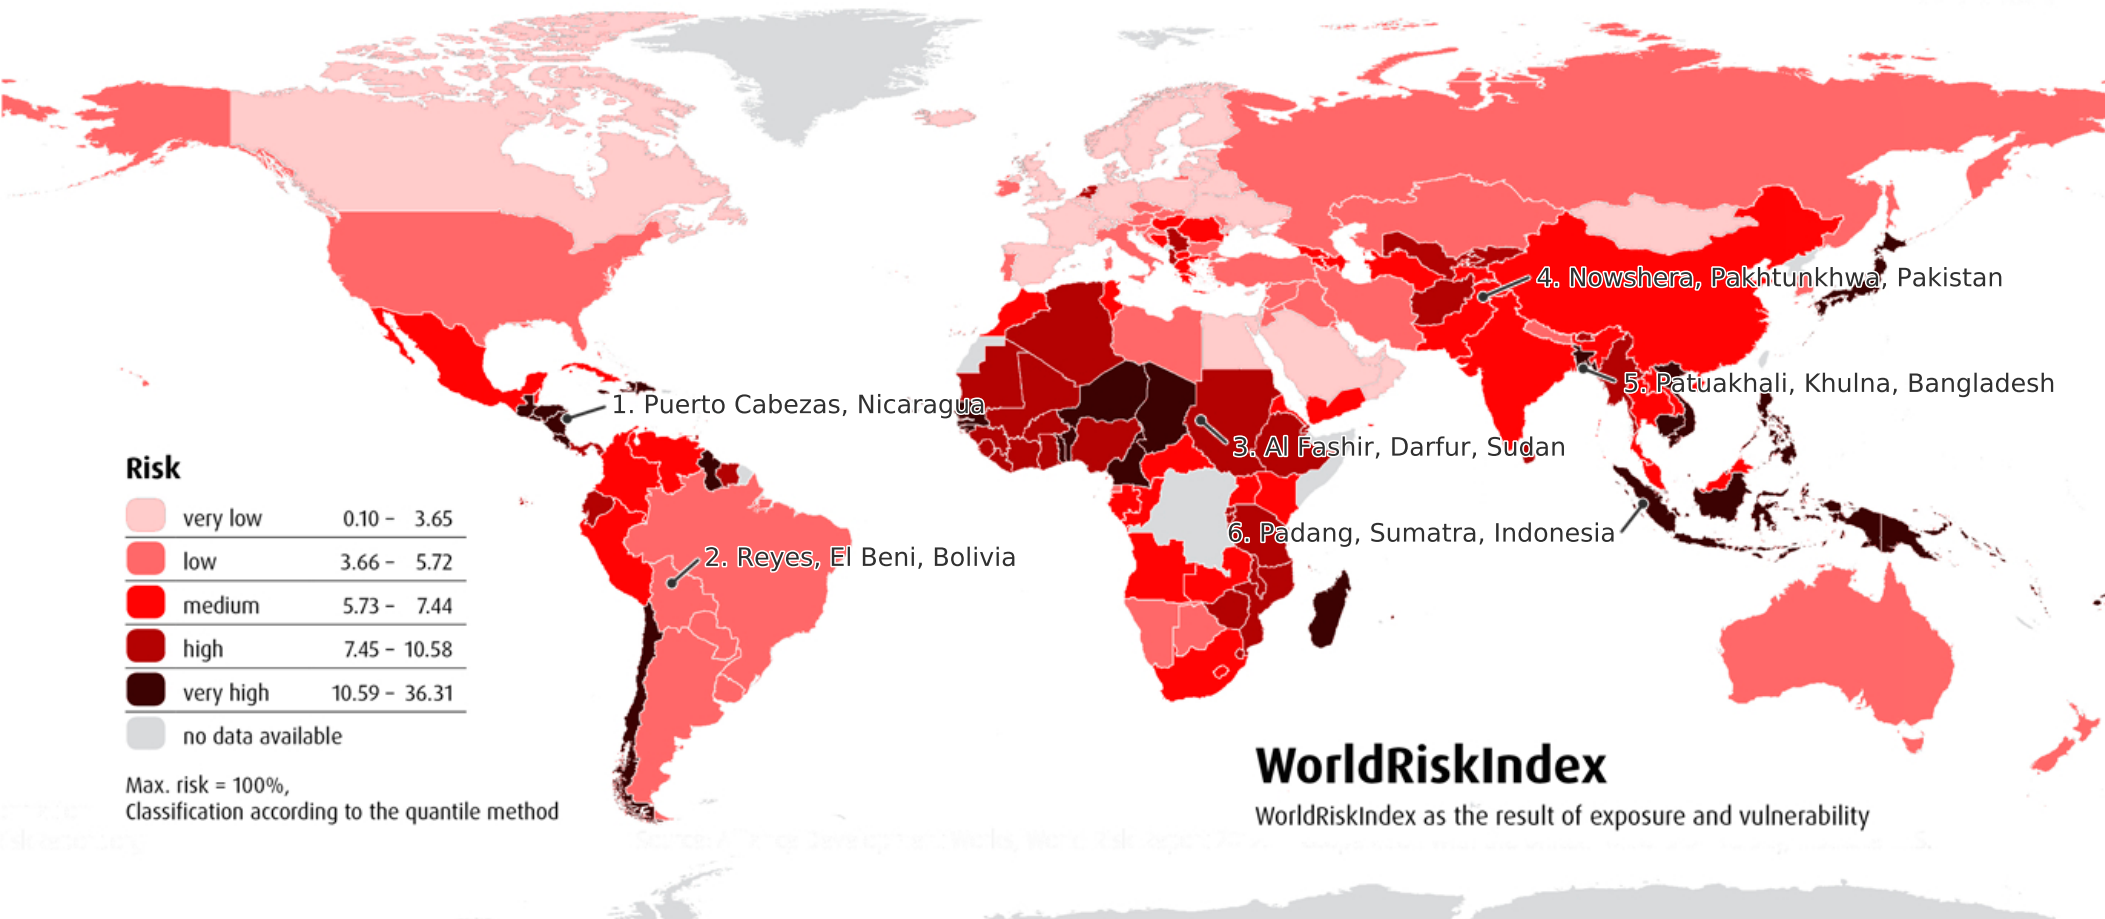 4. Nowshera, Pakhtunkhwa, Pakistan
5. Patuakhali, Khulna, Bangladesh
1. Puerto Cabezas, Nicaragua
3. Al Fashir, Darfur, Sudan
6. Padang, Sumatra, Indonesia
2. Reyes, El Beni, Bolivia
Risk
very low 0.10 – 3.65
low 3.66 – 5.72
medium 5.73 – 7.44
high 7.45 – 10.58
very high 10.59 – 36.31
no data available
Max. risk = 100%,
Classification according to the quantile method
WorldRiskIndex
WorldRiskIndex as the result of exposure and vulnerability